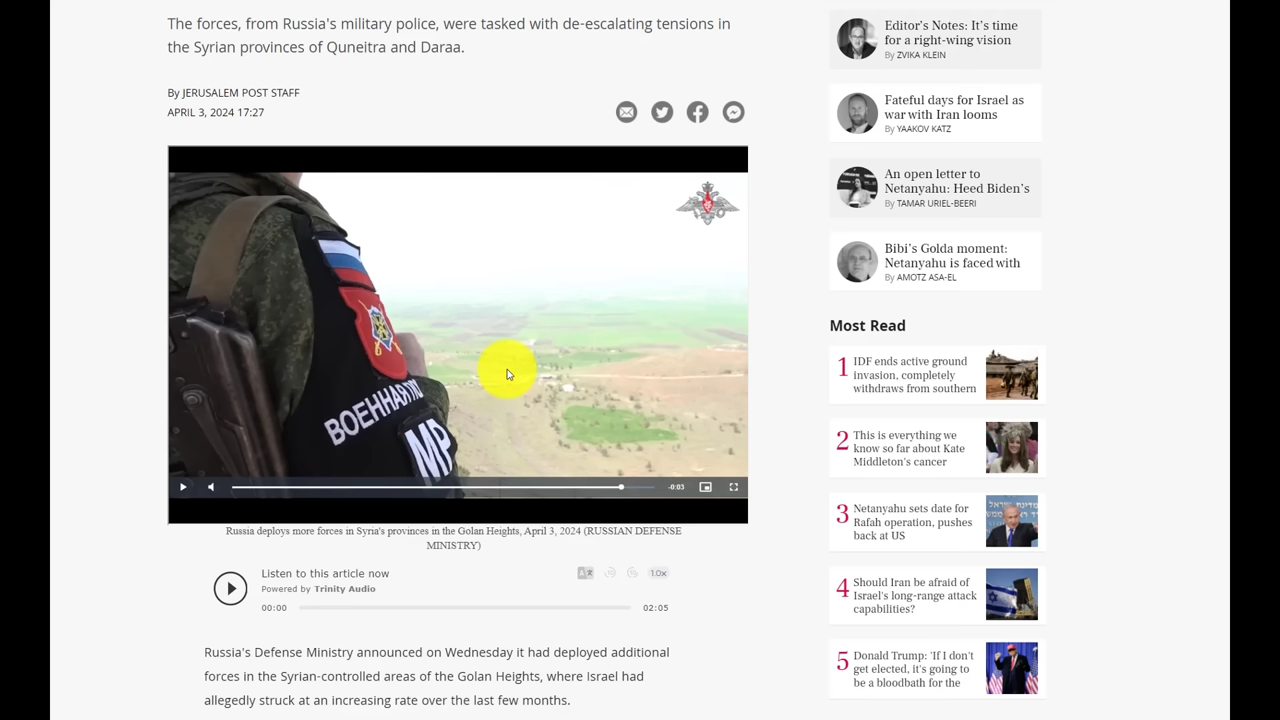 The forces, from Russia's military police, were tasked with de-escalating tensions in
the Syrian provinces of Quneitra and Daraa.
By JERUSALEM POST STAFF
APRIL 3, 2024 17:27
MP
-0:03
Russia deploys more forces in Syria's provinces in the Golan Heights, April 3, 2024 (RUSSIAN DEFENSE
MINISTRY)
Listen to this article now
Powered by Trinity Audio
1.0x
00:00
02:05
Russia's Defense Ministry announced on Wednesday it had deployed additional
forces in the Syrian-controlled areas of the Golan Heights, where Israel had
allegedly struck at an increasing rate over the last few months.
Editor's Notes: It's time
for a right-wing vision
By ZVIKA KLEIN
Fateful days for Israel as
war with Iran looms
By YAAKOV KATZ
An open letter to
Netanyahu: Heed Biden's
By TAMAR URIEL-BEERI
Bibi's Golda moment:
Netanyahu is faced with
By AMOTZ ASA-EL
Most Read
1 IDF ends active ground
invasion, completely
withdraws from southern
2 This is everything we
know so far about Kate
Middleton's cancer
3 Netanyahu sets date for
Rafah operation, pushes
back at US
4 Should Iran be afraid of
Israel's long-range attack
capabilities?
5 Donald Trump: 'If I don't
get elected, it's going to
be a bloodbath for the